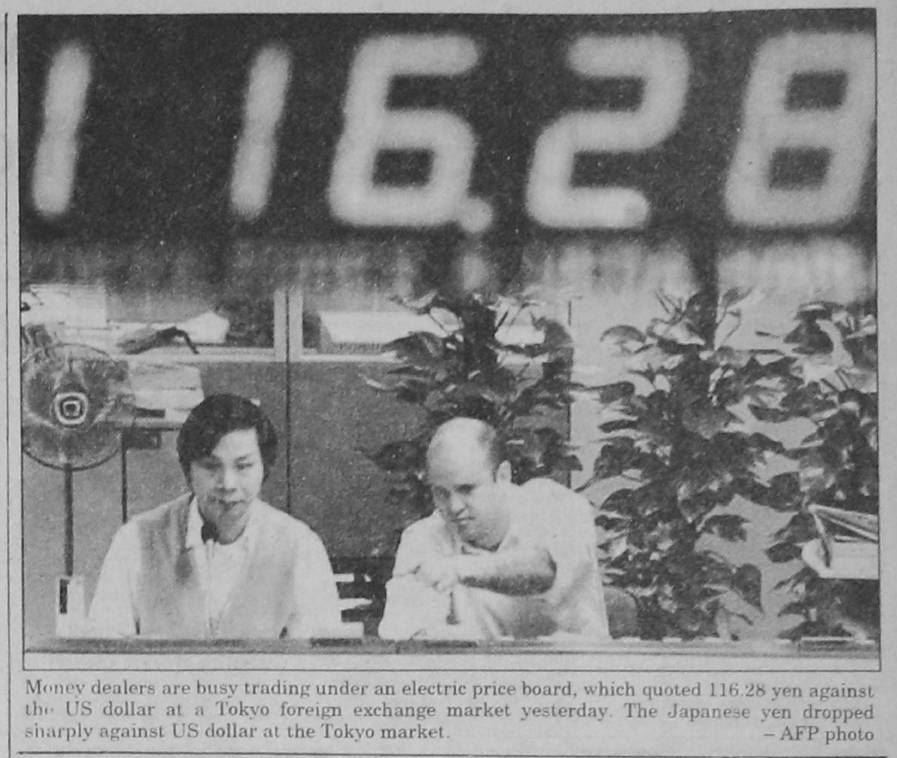 116.28
Money dealers are busy trading under an electric price board, which quoted 116.28 yen against
the US dollar at a Tokyo foreign exchange market yesterday. The Japanese yen dropped
sharply against US dollar at the Tokyo market. – AFP photo